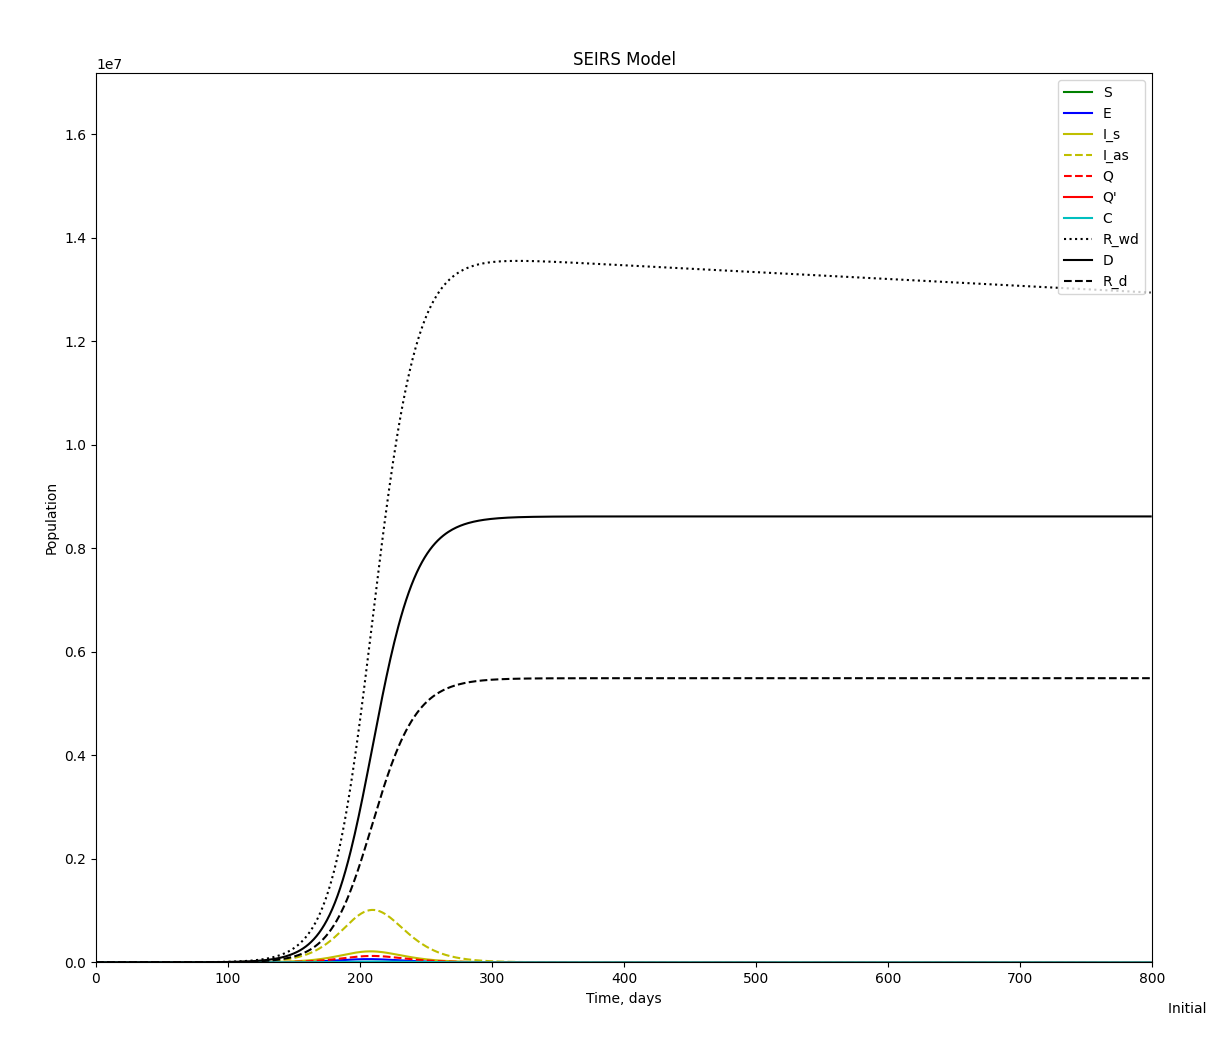 SEIRS Model
1e7
1.6
1.4
1.2
1.0
0.8
0.6
0.4
0.2
0.0
Population
0 100 200 300 400 500 600 700 800
Time, days
S
E
I_s
I_as
Q
Q'
C
R_wd
D
R_d
Initial